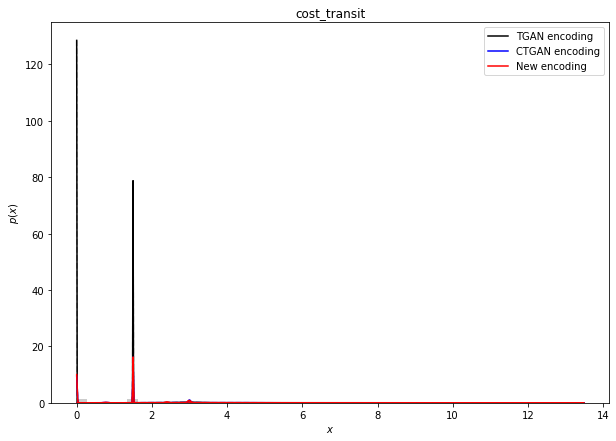 cost_transit
TGAN encoding
CTGAN encoding
New encoding
p(x)
120
100
80
60
40
20
0
0 2 4 6 8 10 12 14
x